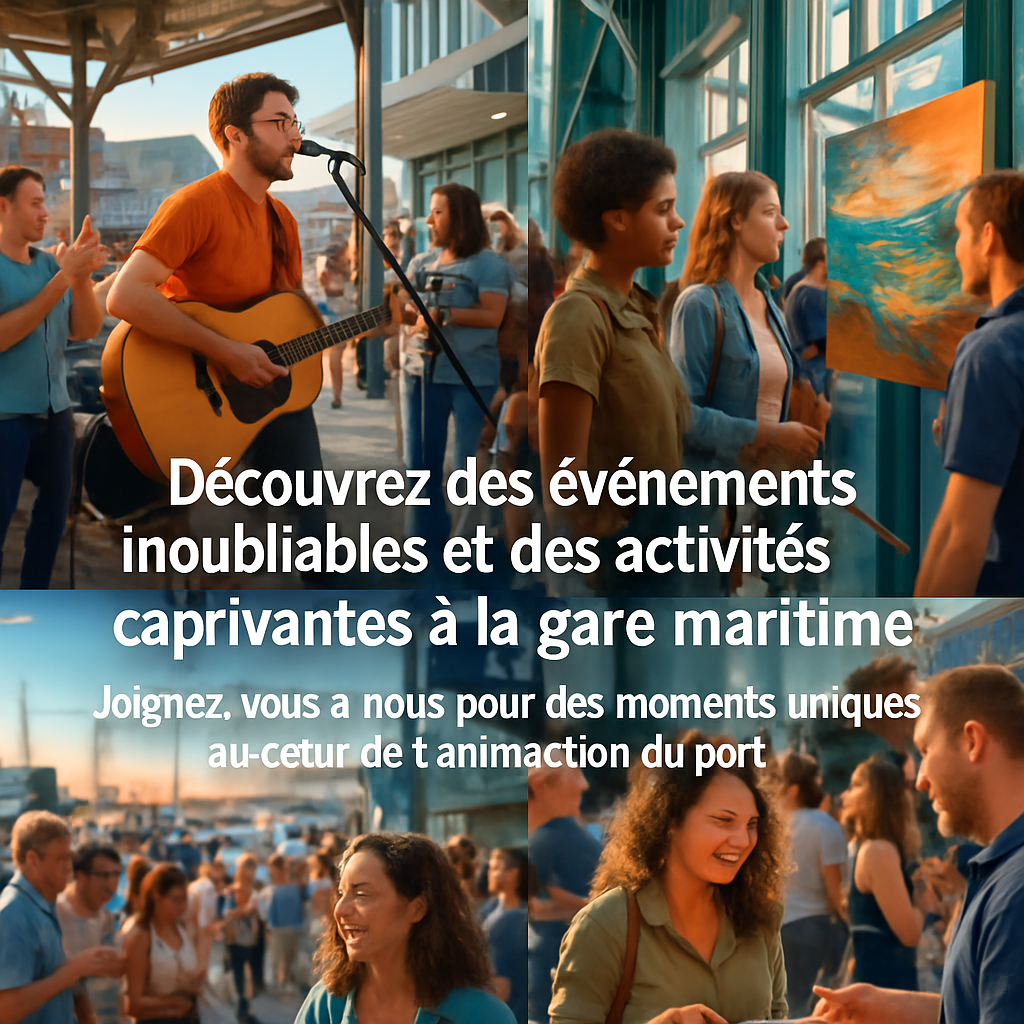 Découvrez des événements
inoubliables et des activités
caprivantes à la gare maritime
Joignez, vous a nous pour des moments uniques
au-cetur de t animaction du port